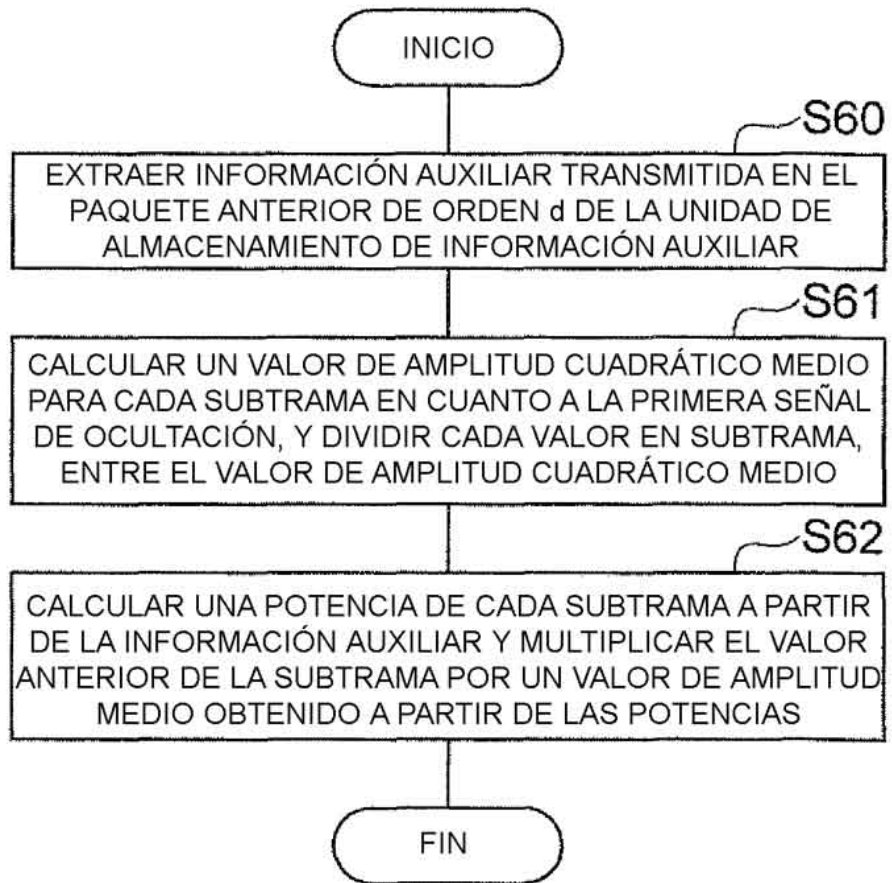 INICIO
S60
EXTRAER INFORMACIÓN AUXILIAR TRANSMITIDA EN EL
PAQUETE ANTERIOR DE ORDEN d DE LA UNIDAD DE
ALMACENAMIENTO DE INFORMACIÓN AUXILIAR
S61
CALCULAR UN VALOR DE AMPLITUD CUADRÁTICO MEDIO
PARA CADA SUBTRAMA EN CUANTO A LA PRIMERA SEÑAL
DE OCULTACIÓN, Y DIVIDIR CADA VALOR EN SUBTRAMA,
ENTRE EL VALOR DE AMPLITUD CUADRÁTICO MEDIO
S62
CALCULAR UNA POTENCIA DE CADA SUBTRAMA A PARTIR
DE LA INFORMACIÓN AUXILIAR Y MULTIPLICAR EL VALOR
ANTERIOR DE LA SUBTRAMA POR UN VALOR DE AMPLITUD
MEDIO OBTENIDO A PARTIR DE LAS POTENCIAS
FIN